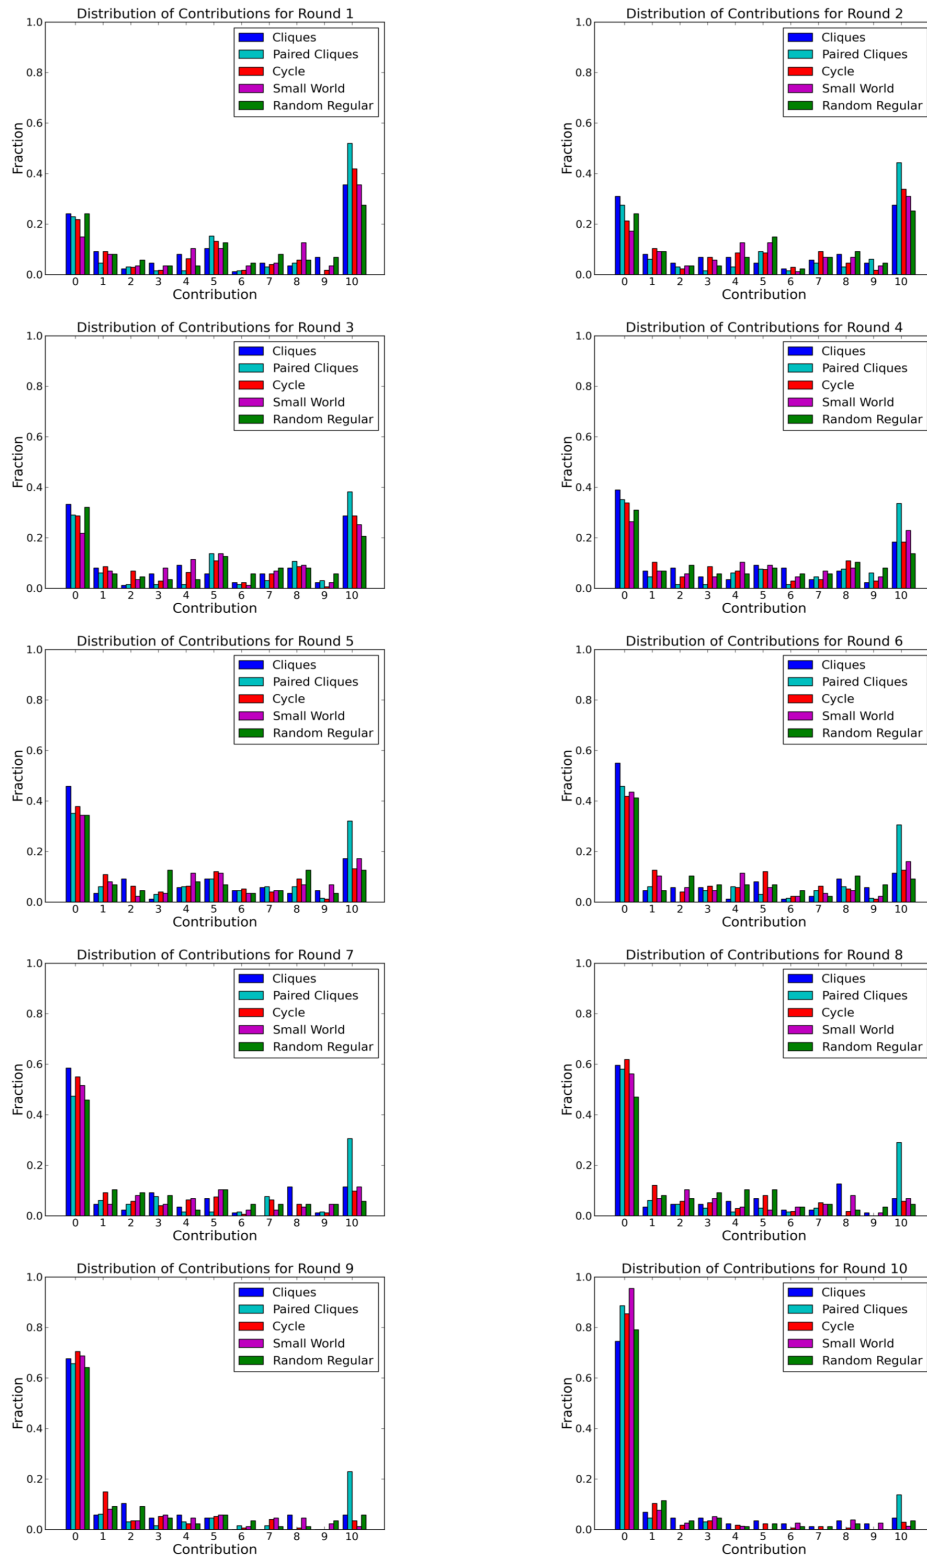 Distribution of Contributions for Round 1
1.0
0.8
0.6
0.4
0.2
0.0
Fraction
Cliques
Paired Cliques
Cycle
Small World
Random Regular
0 1 2 3 4 5 6 7 8 9 10
Contribution
Distribution of Contributions for Round 2
1.0
0.8
0.6
0.4
0.2
0.0
Fraction
Cliques
Paired Cliques
Cycle
Small World
Random Regular
0 1 2 3 4 5 6 7 8 9 10
Contribution
Distribution of Contributions for Round 3
1.0
0.8
0.6
0.4
0.2
0.0
Fraction
Cliques
Paired Cliques
Cycle
Small World
Random Regular
0 1 2 3 4 5 6 7 8 9 10
Contribution
Distribution of Contributions for Round 4
1.0
0.8
0.6
0.4
0.2
0.0
Fraction
Cliques
Paired Cliques
Cycle
Small World
Random Regular
0 1 2 3 4 5 6 7 8 9 10
Contribution
Distribution of Contributions for Round 5
1.0
0.8
0.6
0.4
0.2
0.0
Fraction
Cliques
Paired Cliques
Cycle
Small World
Random Regular
0 1 2 3 4 5 6 7 8 9 10
Contribution
Distribution of Contributions for Round 6
1.0
0.8
0.6
0.4
0.2
0.0
Fraction
Cliques
Paired Cliques
Cycle
Small World
Random Regular
0 1 2 3 4 5 6 7 8 9 10
Contribution
Distribution of Contributions for Round 7
1.0
0.8
0.6
0.4
0.2
0.0
Fraction
Cliques
Paired Cliques
Cycle
Small World
Random Regular
0 1 2 3 4 5 6 7 8 9 10
Contribution
Distribution of Contributions for Round 8
1.0
0.8
0.6
0.4
0.2
0.0
Fraction
Cliques
Paired Cliques
Cycle
Small World
Random Regular
0 1 2 3 4 5 6 7 8 9 10
Contribution
Distribution of Contributions for Round 9
1.0
0.8
0.6
0.4
0.2
0.0
Fraction
Cliques
Paired Cliques
Cycle
Small World
Random Regular
0 1 2 3 4 5 6 7 8 9 10
Contribution
Distribution of Contributions for Round 10
1.0
0.8
0.6
0.4
0.2
0.0
Fraction
Cliques
Paired Cliques
Cycle
Small World
Random Regular
0 1 2 3 4 5 6 7 8 9 10
Contribution